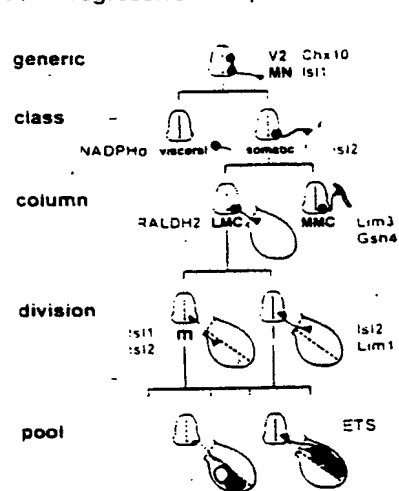 generic
V2 Chx10
MN Isl1
class
NADPHd visceral somatic Isl2
column
RALDH2 LMC MMC Lim3
Gsh4
division
Isl1
Isl2
m
Isl2
Lim1
pool
ETS